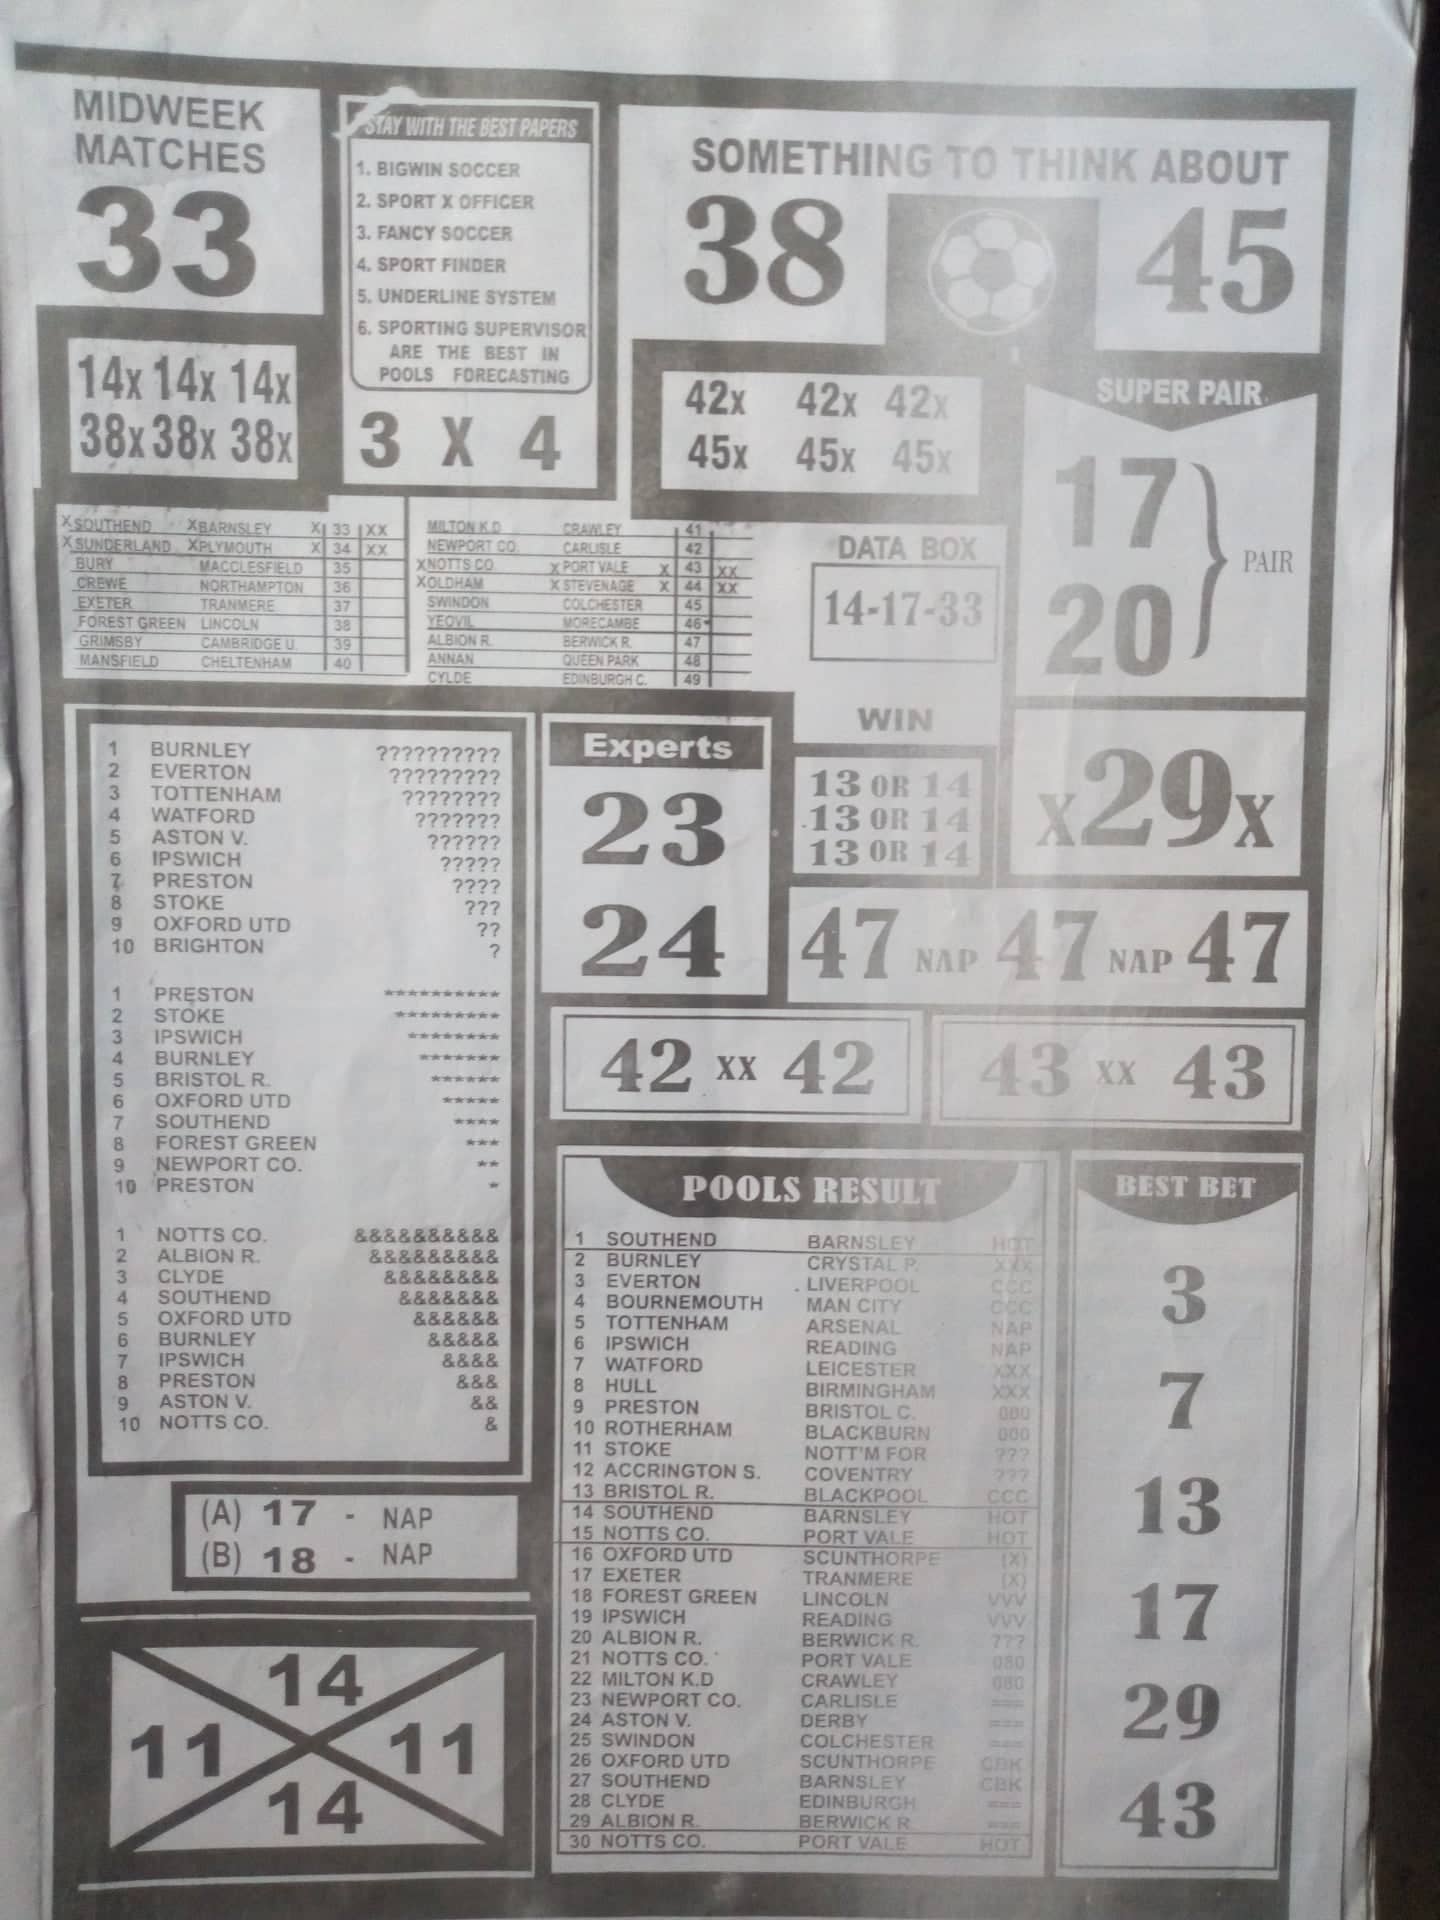 MIDWEEK
MATCHES
33
14x 14x 14x
38x 38x 38x
STAY WITH THE BEST PAPERS
1. BIGWIN SOCCER
2. SPORT X OFFICER
3. FANCY SOCCER
4. SPORT FINDER
5. UNDERLINE SYSTEM
6. SPORTING SUPERVISOR
ARE THE BEST IN
POOLS FORECASTING
3 X 4
SOMETHING TO THINK ABOUT
38 45
42x 42x 42x
45x 45x 45x
SUPER PAIR
17
20
PAIR
X SOUTHEND X BARNSLEY X 33 XX
X SUNDERLAND X PLYMOUTH X 34 XX
BURY MACCLESFIELD 35
CREWE NORTHAMPTON 36
EXETER TRANMERE 37
FOREST GREEN LINCOLN 38
GRIMSBY CAMBRIDGE U. 39
MANSFIELD CHELTENHAM 40
MILTON K.D CRAWLEY 41
NEWPORT CO. CARLISLE 42
X NOTTS CO. X PORT VALE X 43 XX
X OLDHAM X STEVENAGE X 44 XX
SWINDON COLCHESTER 45
YEOVIL MORECAMBE 46
ALBION R. BERWICK R. 47
ANNAN QUEEN PARK 48
CYLDE EDINBURGH C. 49
DATA BOX
14-17-33
WIN
13 OR 14
13 OR 14
13 OR 14
X 29 X
1 BURNLEY ??????????
2 EVERTON ?????????
3 TOTTENHAM ????????
4 WATFORD ???????
5 ASTON V. ??????
6 IPSWICH ?????
7 PRESTON ????
8 STOKE ???
9 OXFORD UTD ??
10 BRIGHTON ?
1 PRESTON **********
2 STOKE *********
3 IPSWICH ********
4 BURNLEY *******
5 BRISTOL R. ******
6 OXFORD UTD *****
7 SOUTHEND ****
8 FOREST GREEN ***
9 NEWPORT CO. **
10 PRESTON *
1 NOTTS CO. &&&&&&&&&&
2 ALBION R. &&&&&&&&&
3 CLYDE &&&&&&&&
4 SOUTHEND &&&&&&&
5 OXFORD UTD &&&&&&
6 BURNLEY &&&&&
7 IPSWICH &&&&
8 PRESTON &&&
9 ASTON V. &&
10 NOTTS CO. &
Experts
23
24
47 NAP 47 NAP 47
42 XX 42
43 XX 43
(A) 17 - NAP
(B) 18 - NAP
14
11 11
14
POOLS RESULT
1 SOUTHEND BARNSLEY HOT
2 BURNLEY CRYSTAL P. XXX
3 EVERTON LIVERPOOL CCC
4 BOURNEMOUTH MAN CITY CCC
5 TOTTENHAM ARSENAL NAP
6 IPSWICH READING NAP
7 WATFORD LEICESTER XXX
8 HULL BIRMINGHAM XXX
9 PRESTON BRISTOL C. 000
10 ROTHERHAM BLACKBURN 000
11 STOKE NOTT'M FOR ???
12 ACCRINGTON S. COVENTRY ???
13 BRISTOL R. BLACKPOOL CCC
14 SOUTHEND BARNSLEY HOT
15 NOTTS CO. PORT VALE HOT
16 OXFORD UTD SCUNTHORPE (X)
17 EXETER TRANMERE (X)
18 FOREST GREEN LINCOLN VVV
19 IPSWICH READING VVV
20 ALBION R. BERWICK R. ???
21 NOTTS CO. PORT VALE 080
22 MILTON K.D CRAWLEY 080
23 NEWPORT CO. CARLISLE ===
24 ASTON V. DERBY ===
25 SWINDON COLCHESTER ===
26 OXFORD UTD SCUNTHORPE CBK
27 SOUTHEND BARNSLEY CBK
28 CLYDE EDINBURGH ===
29 ALBION R. BERWICK R. ===
30 NOTTS CO. PORT VALE HOT
BEST BET
3
7
13
17
29
43